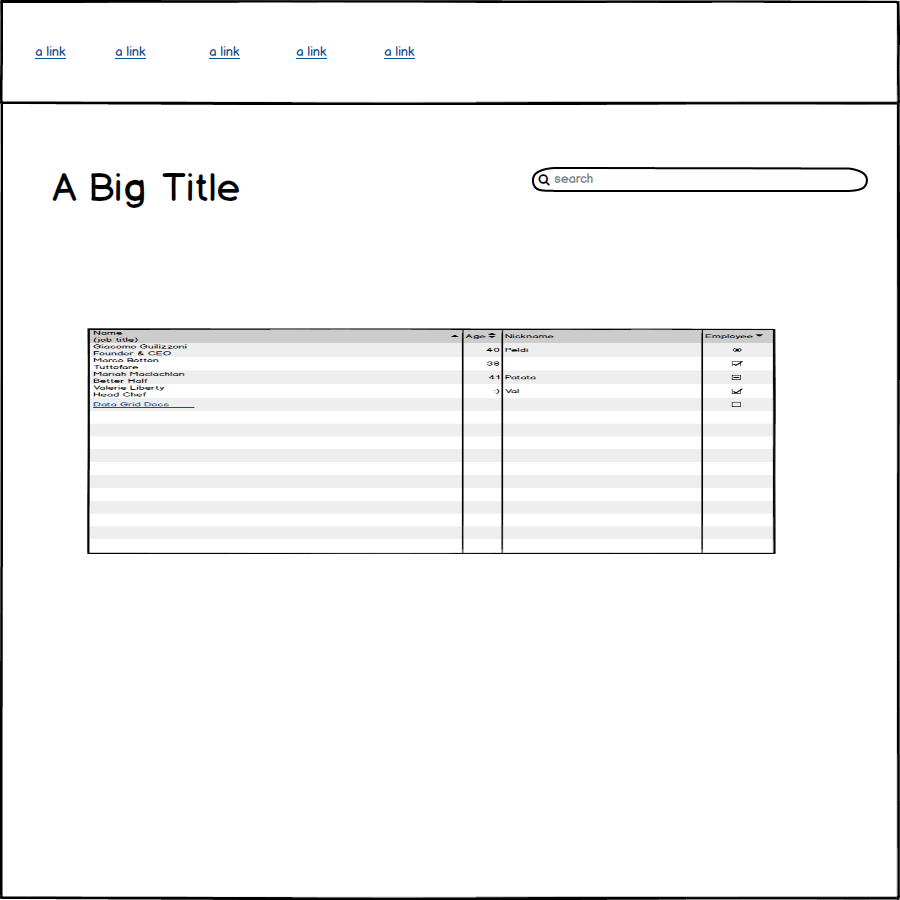 a link a link a link a link a link
A Big Title
search
Name
(job title)
Age Nickname Employee
Giacomo Guilizzoni
Founder & CEO
40 Peldi
Marco Botton
Tuttofare
38
Mariah Maclachlan
Better Half
41 Potato
Valerie Liberty
Head Chef
:) Val
Data Grid Docs